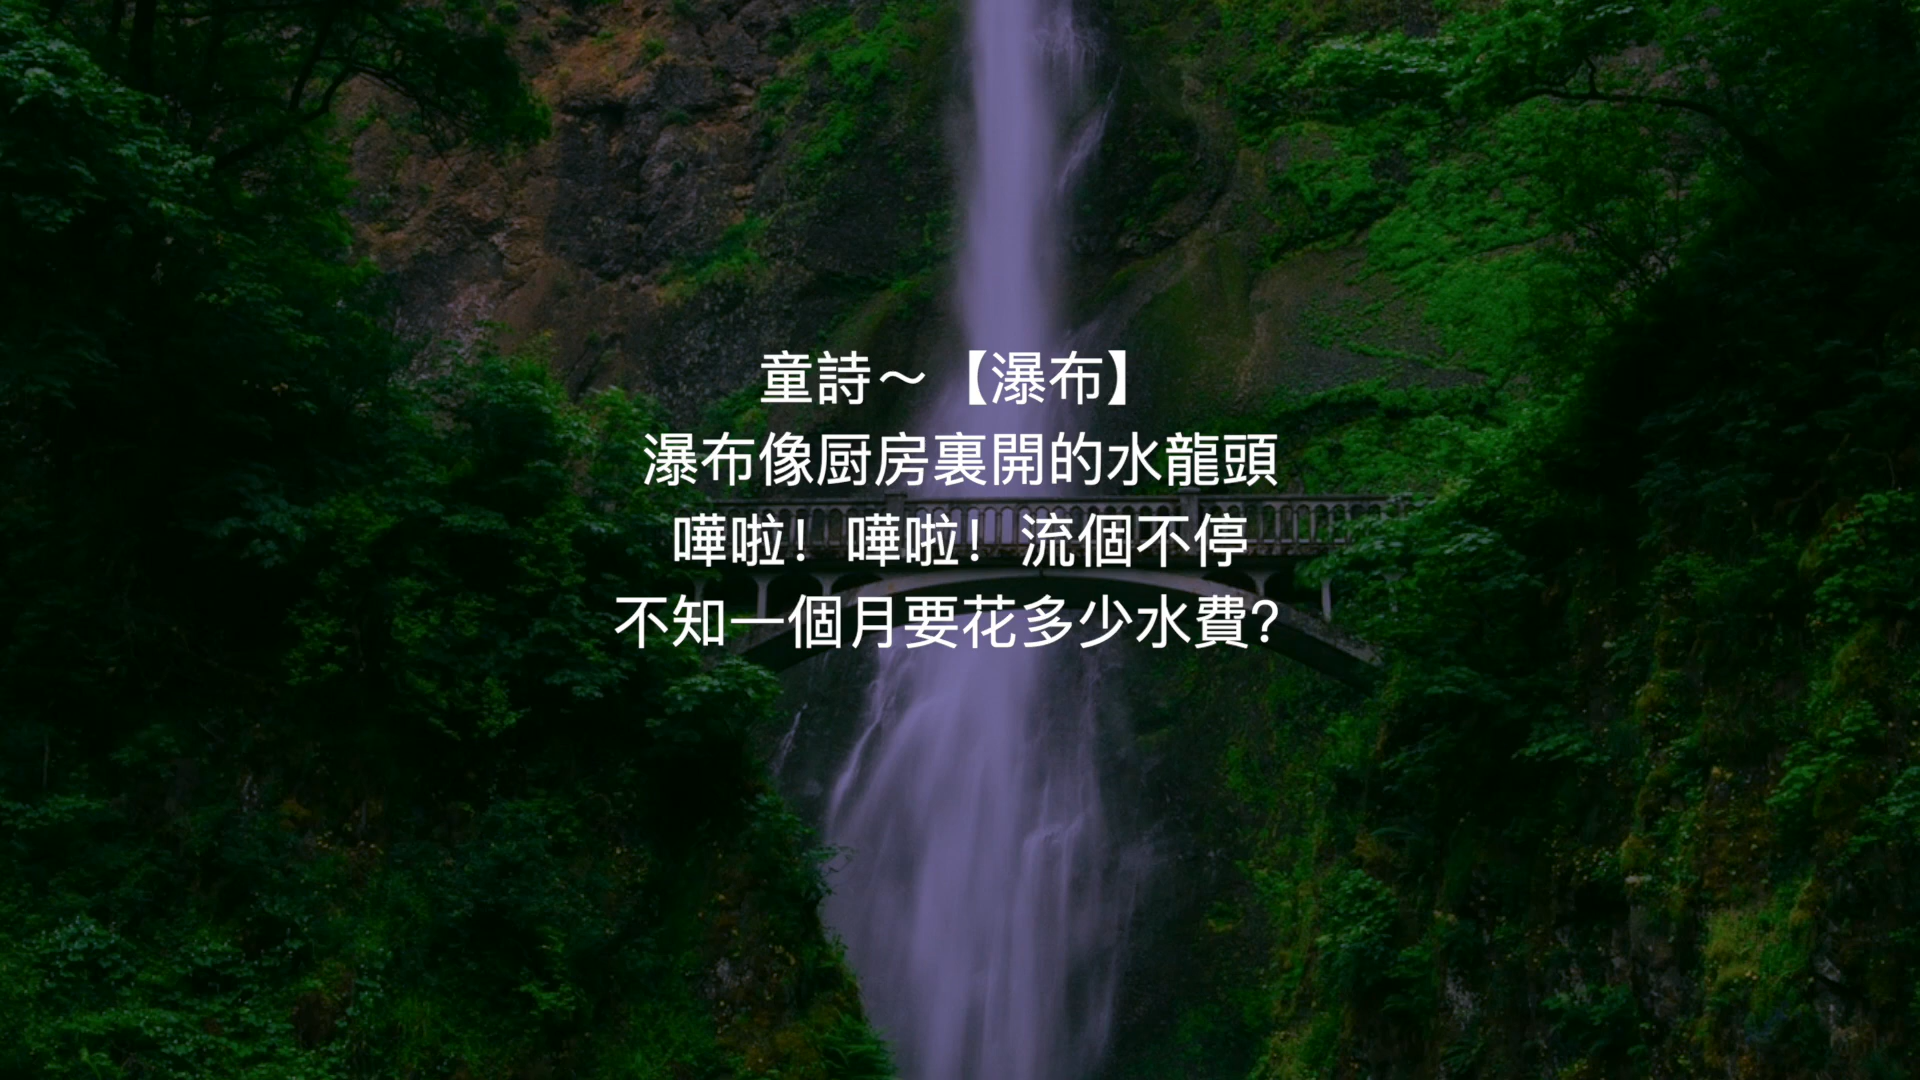 童詩～【瀑布】
瀑布像厨房裏開的水龍頭
嘩啦！嘩啦！流個不停
不知一個月要花多少水費？